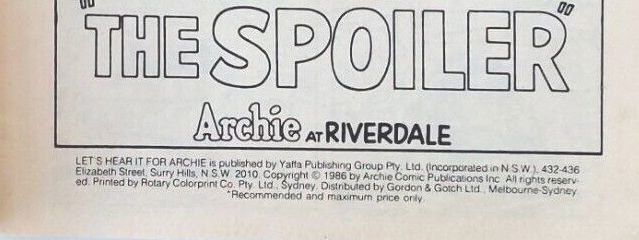 "THE SPOILER"
Archie AT RIVERDALE
LET'S HEAR IT FOR ARCHIE is published by Yaffa Publishing Group Pty. Ltd. (Incorporated in N.S.W.), 432-436
Elizabeth Street, Surry Hills, N.S.W. 2010. Copyright © 1986 by Archie Comic Publications Inc. All rights reserv-
ed. Printed by Rotary Colorprint Co. Pty. Ltd., Sydney. Distributed by Gordon & Gotch Ltd., Melbourne-Sydney.
*Recommended and maximum price only.